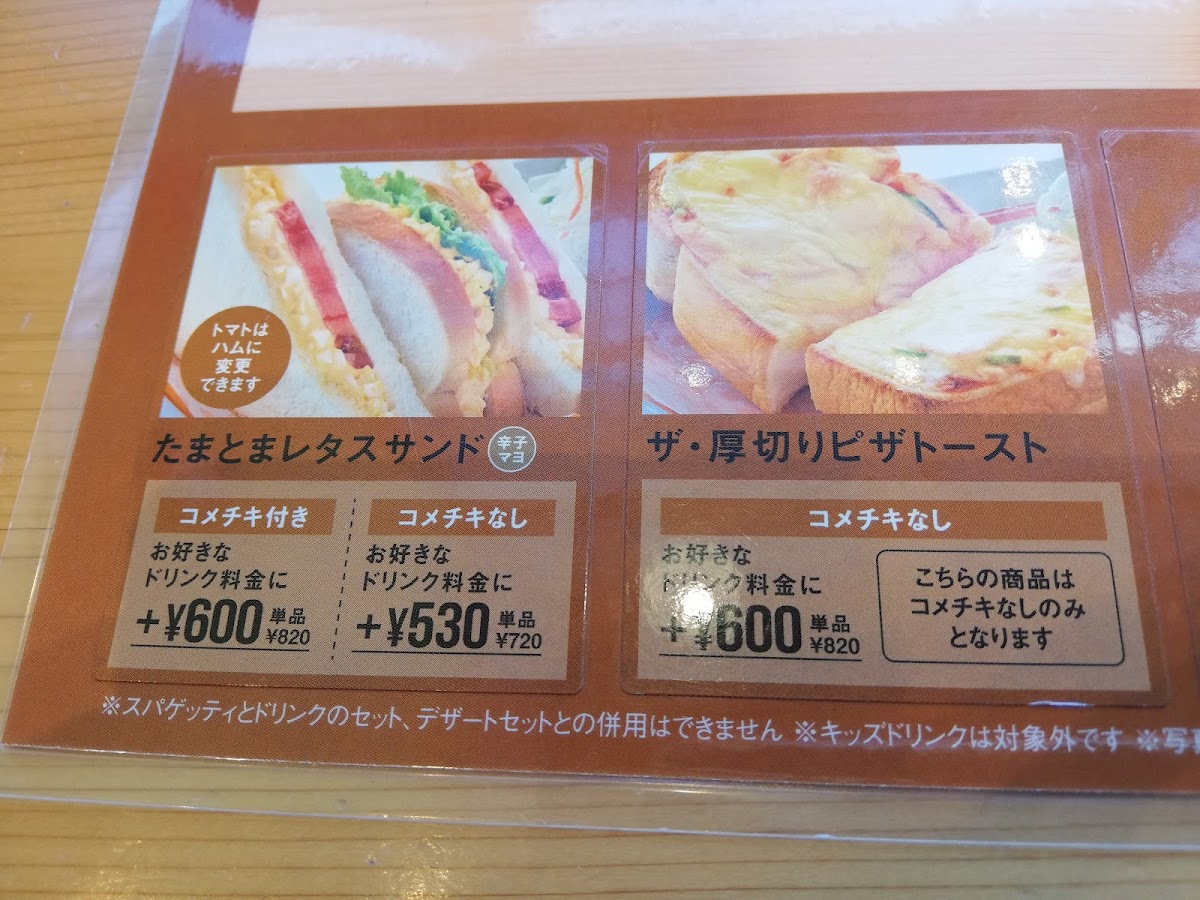 トマトは
ハムに
変更
できます
たまとまレタスサンド 辛子マヨ
コメチキ付き
お好きな
ドリンク料金に
+¥600 単品 ¥820
コメチキなし
お好きな
ドリンク料金に
+¥530 単品 ¥720
ザ・厚切りピザトースト
コメチキなし
お好きな
ドリンク料金に
+¥600 単品 ¥820
こちらの商品は
コメチキなしのみ
となります
※スパゲッティとドリンクのセット、デザートセットとの併用はできません ※キッズドリンクは対象外です ※写